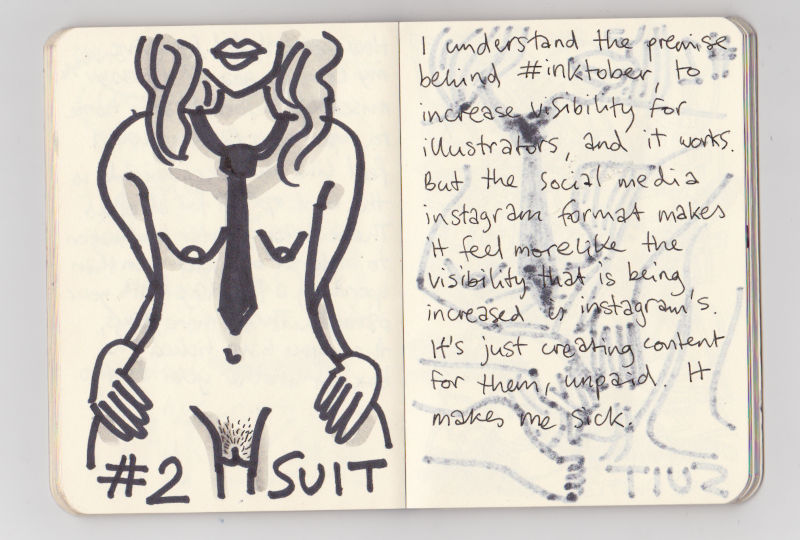 #2 SUIT
I understand the premise
behind #inktober, to
increase visibility for
illustrators, and it works.
But the social media
instagram format makes
it feel more like the
visibility that is being
increased is instagram's.
It's just creating content
for them, unpaid. It
makes me sick.